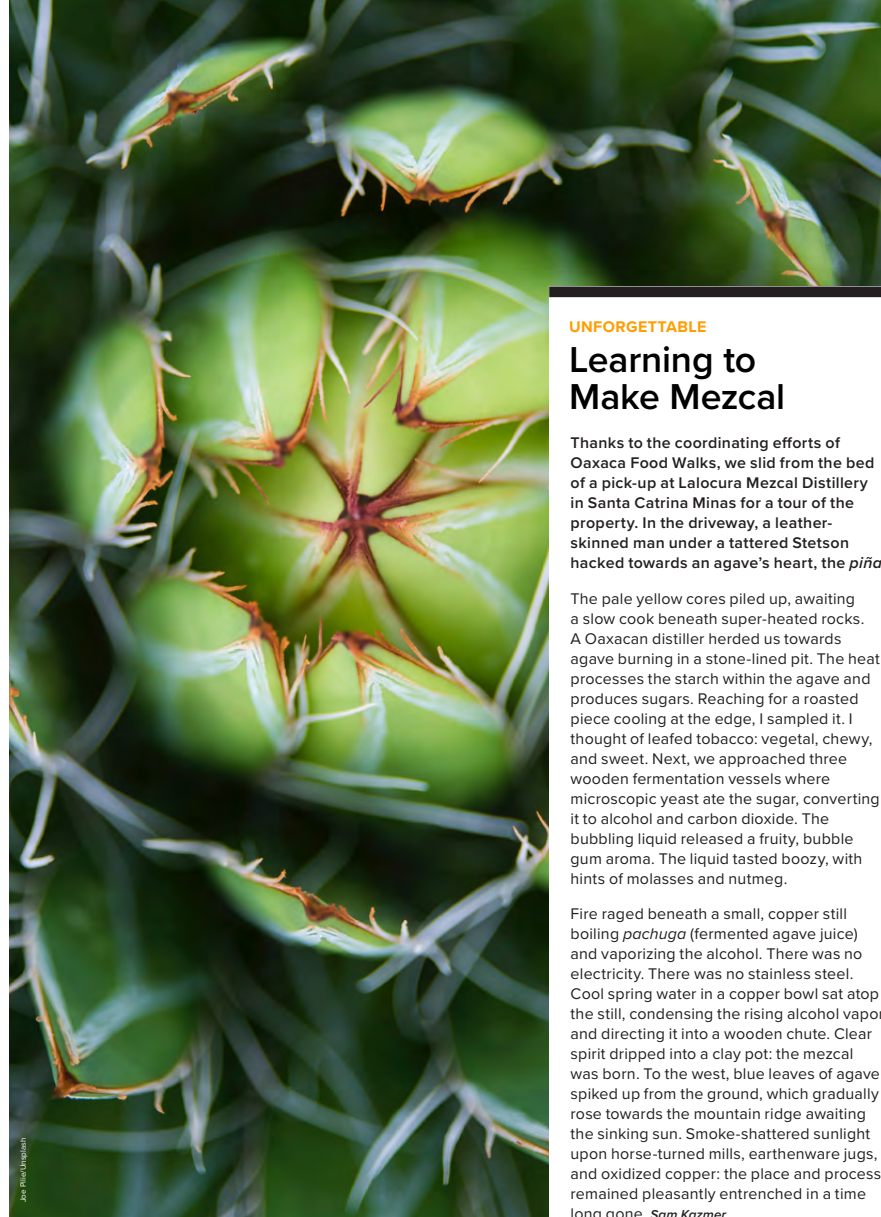 UNFORGETTABLE
Learning to
Make Mezcal
Thanks to the coordinating efforts of
Oaxaca Food Walks, we slid from the bed
of a pick-up at Lalocura Mezcal Distillery
in Santa Catrina Minas for a tour of the
property. In the driveway, a leather-
skinned man under a tattered Stetson
hacked towards an agave’s heart, the piña
The pale yellow cores piled up, awaiting
a slow cook beneath super-heated rocks.
A Oaxacan distiller herded us towards
agave burning in a stone-lined pit. The heat
processes the starch within the agave and
produces sugars. Reaching for a roasted
piece cooling at the edge, I sampled it. I
thought of leafed tobacco: vegetal, chewy,
and sweet. Next, we approached three
wooden fermentation vessels where
microscopic yeast ate the sugar, converting
it to alcohol and carbon dioxide. The
bubbling liquid released a fruity, bubble
gum aroma. The liquid tasted boozy, with
hints of molasses and nutmeg.
Fire raged beneath a small, copper still
boiling pachuga (fermented agave juice)
and vaporizing the alcohol. There was no
electricity. There was no stainless steel.
Cool spring water in a copper bowl sat atop
the still, condensing the rising alcohol vapor
and directing it into a wooden chute. Clear
spirit dripped into a clay pot: the mezcal
was born. To the west, blue leaves of agave
spiked up from the ground, which gradually
rose towards the mountain ridge awaiting
the sinking sun. Smoke-shattered sunlight
upon horse-turned mills, earthenware jugs,
and oxidized copper: the place and process
remained pleasantly entrenched in a time
long gone. Sam Kazmer
Joe Pilie/Unsplash